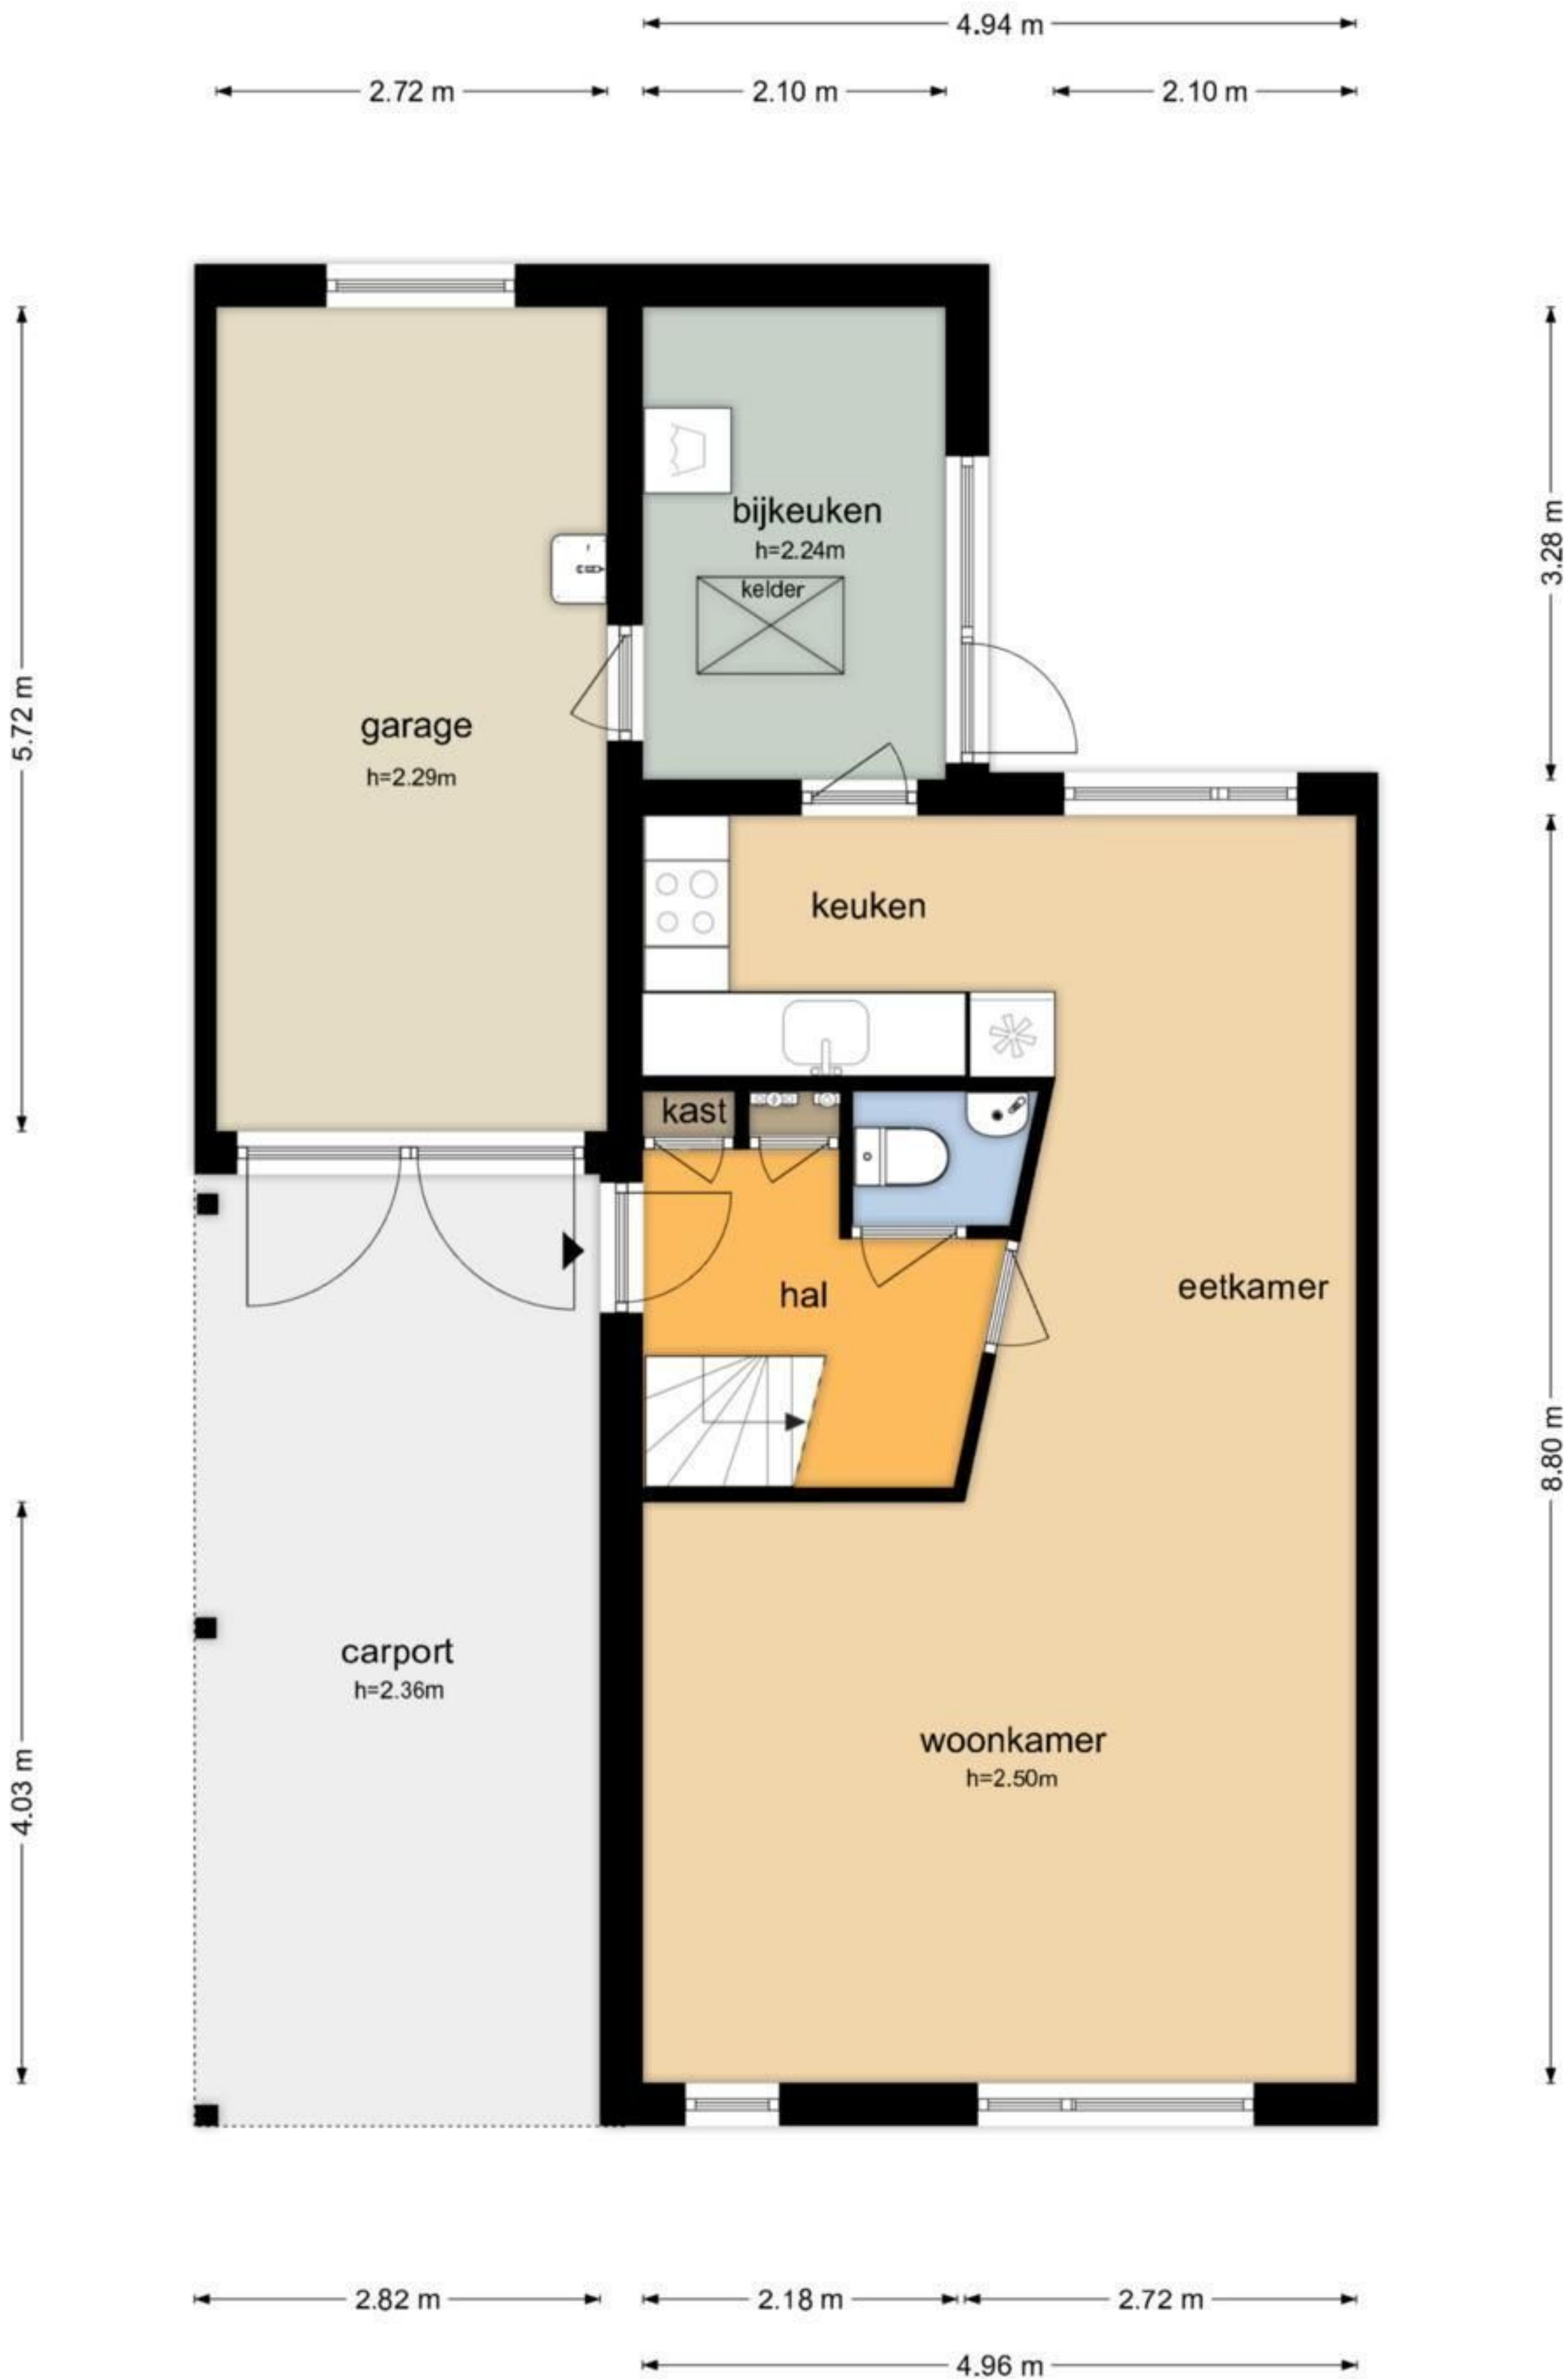 4.94 m
2.72 m
2.10 m
2.10 m
bijkeuken
h=2.24m
kelder
3.28 m
5.72 m
garage
h=2.29m
keuken
kast
hal
eetkamer
8.80 m
carport
h=2.36m
woonkamer
h=2.50m
4.03 m
2.82 m
2.18 m
2.72 m
4.96 m